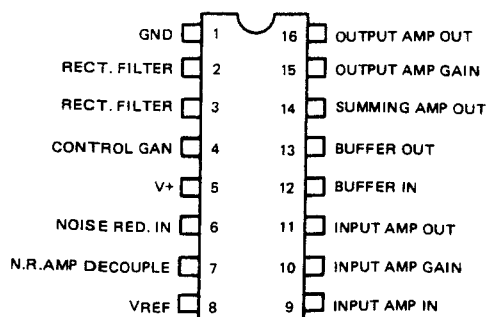 GND 1 16 OUTPUT AMP OUT
RECT. FILTER 2 15 OUTPUT AMP GAIN
RECT. FILTER 3 14 SUMMING AMP OUT
CONTROL GAN 4 13 BUFFER OUT
V+ 5 12 BUFFER IN
NOISE RED. IN 6 11 INPUT AMP OUT
N.R.AMP DECOUPLE 7 10 INPUT AMP GAIN
VREF 8 9 INPUT AMP IN